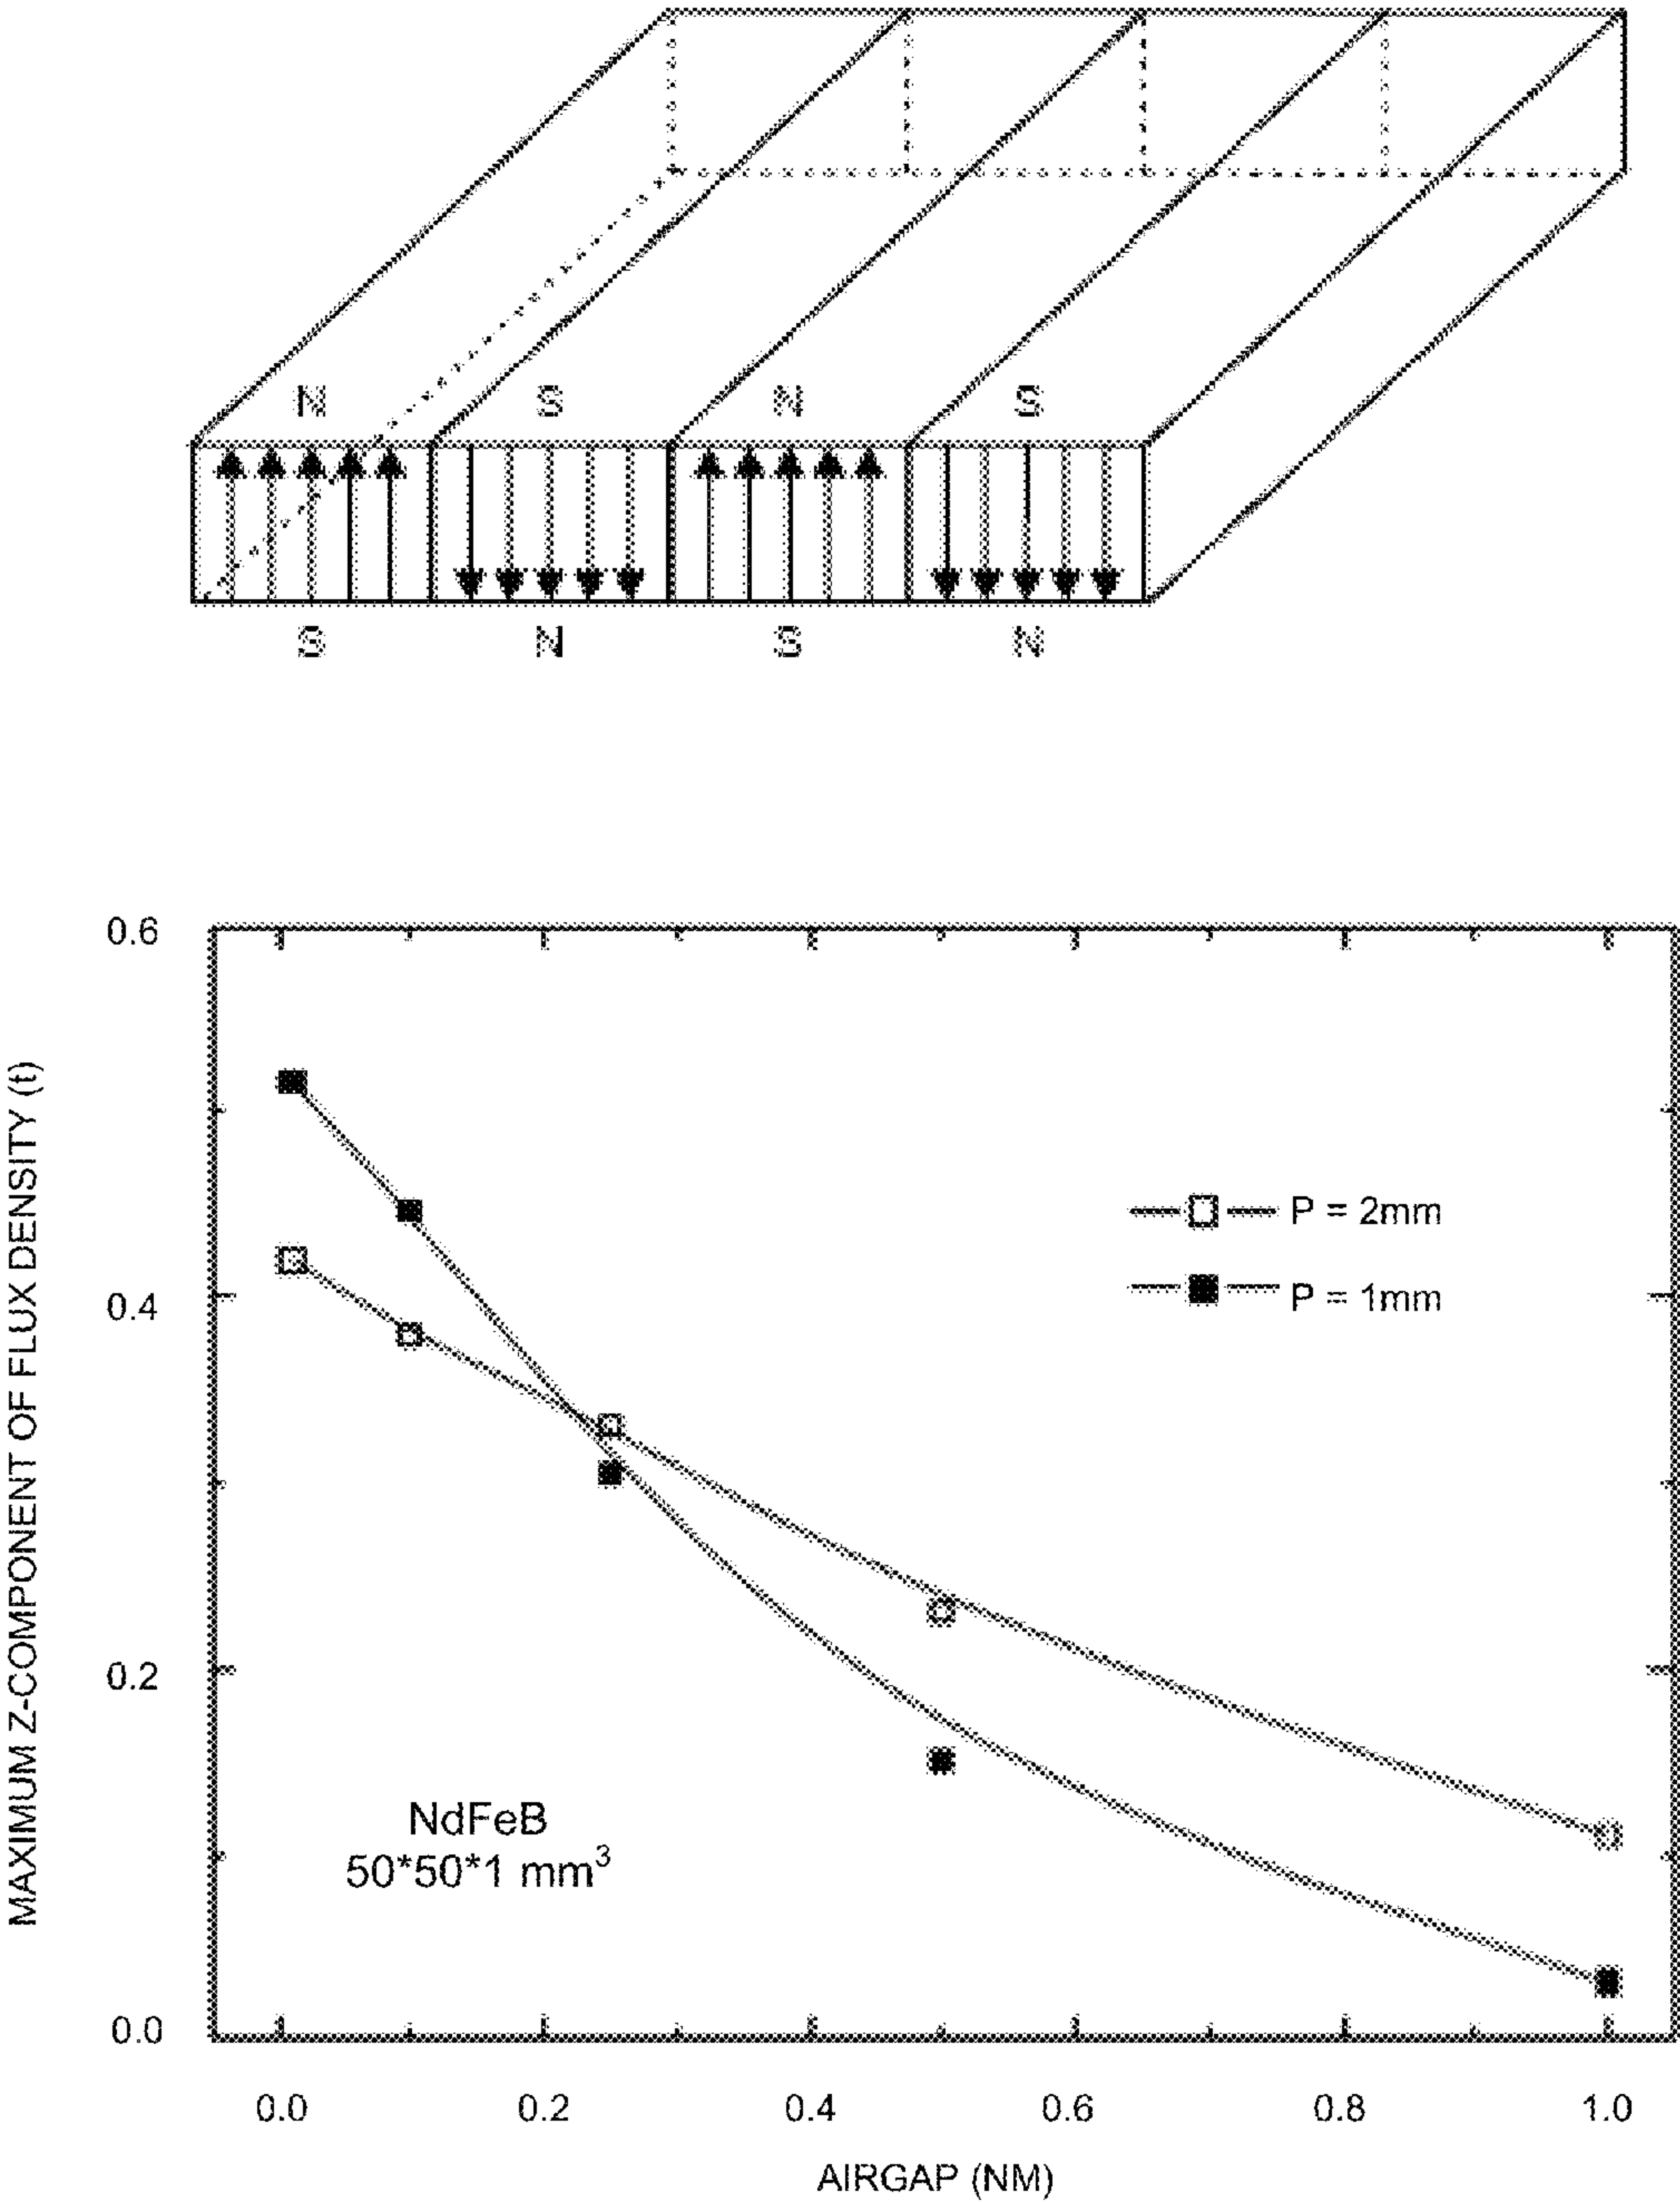 N S N S
S N S N
MAXIMUM Z-COMPONENT OF FLUX DENSITY (t)
0.6
0.4
0.2
0.0
P = 2mm
P = 1mm
NdFeB
50*50*1 mm³
0.0 0.2 0.4 0.6 0.8 1.0
AIRGAP (NM)